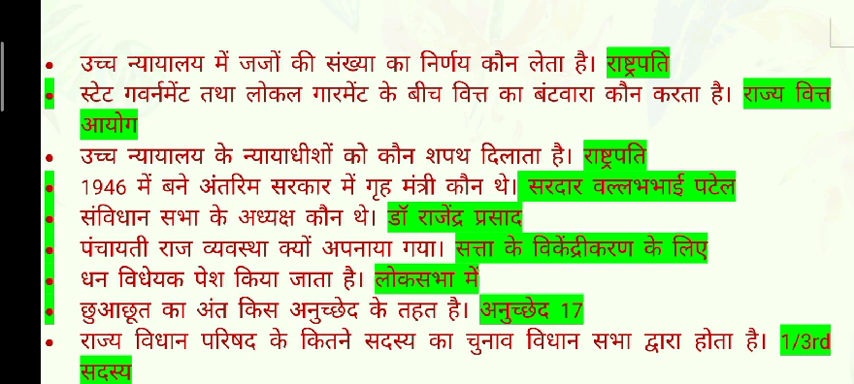 • उच्च न्यायालय में जजों की संख्या का निर्णय कौन लेता है। राष्ट्रपति
• स्टेट गवर्नमेंट तथा लोकल गारमेंट के बीच वित्त का बंटवारा कौन करता है। राज्य वित्त
आयोग
• उच्च न्यायालय के न्यायाधीशों को कौन शपथ दिलाता है। राष्ट्रपति
• 1946 में बने अंतरिम सरकार में गृह मंत्री कौन थे। सरदार वल्लभभाई पटेल
• संविधान सभा के अध्यक्ष कौन थे। डॉ राजेंद्र प्रसाद
• पंचायती राज व्यवस्था क्यों अपनाया गया। सत्ता के विकेंद्रीकरण के लिए
• धन विधेयक पेश किया जाता है। लोकसभा में
• छुआछूत का अंत किस अनुच्छेद के तहत है। अनुच्छेद 17
• राज्य विधान परिषद के कितने सदस्य का चुनाव विधान सभा द्वारा होता है। 1/3rd
सदस्य